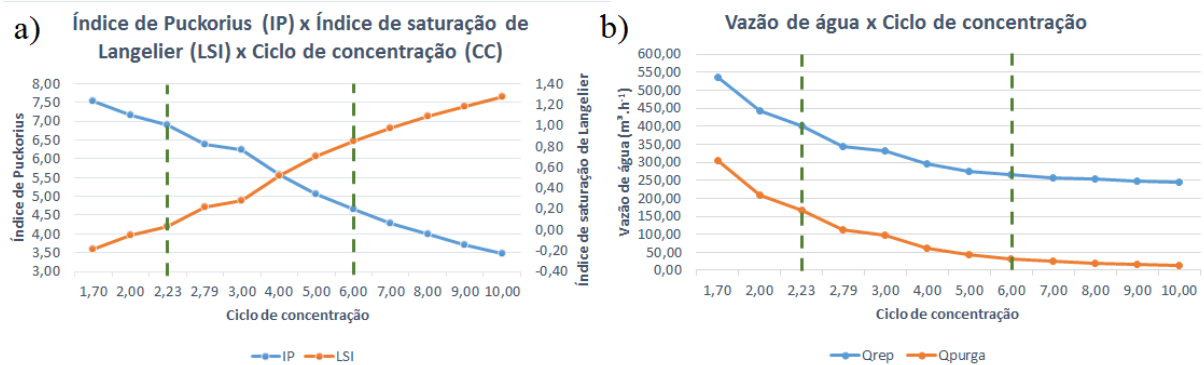 a)
Índice de Puckorius (IP) x Índice de saturação de
Langelier (LSI) x Ciclo de concentração (CC)
Índice de Puckorius
8,00
7,50
7,00
6,50
6,00
5,50
5,00
4,50
4,00
3,50
3,00
1,40
1,20
1,00
0,80
0,60
0,40
0,20
0,00
-0,20
-0,40
Índice de saturação de Langelier
1,70 2,00 2,23 2,79 3,00 4,00 5,00 6,00 7,00 8,00 9,00 10,00
Ciclo de concentração
IP LSI
b)
Vazão de água x Ciclo de concentração
Vazão de água (m³.h⁻¹)
600,00
550,00
500,00
450,00
400,00
350,00
300,00
250,00
200,00
150,00
100,00
50,00
0,00
1,70 2,00 2,23 2,79 3,00 4,00 5,00 6,00 7,00 8,00 9,00 10,00
Ciclo de concentração
Qrep Qpurga